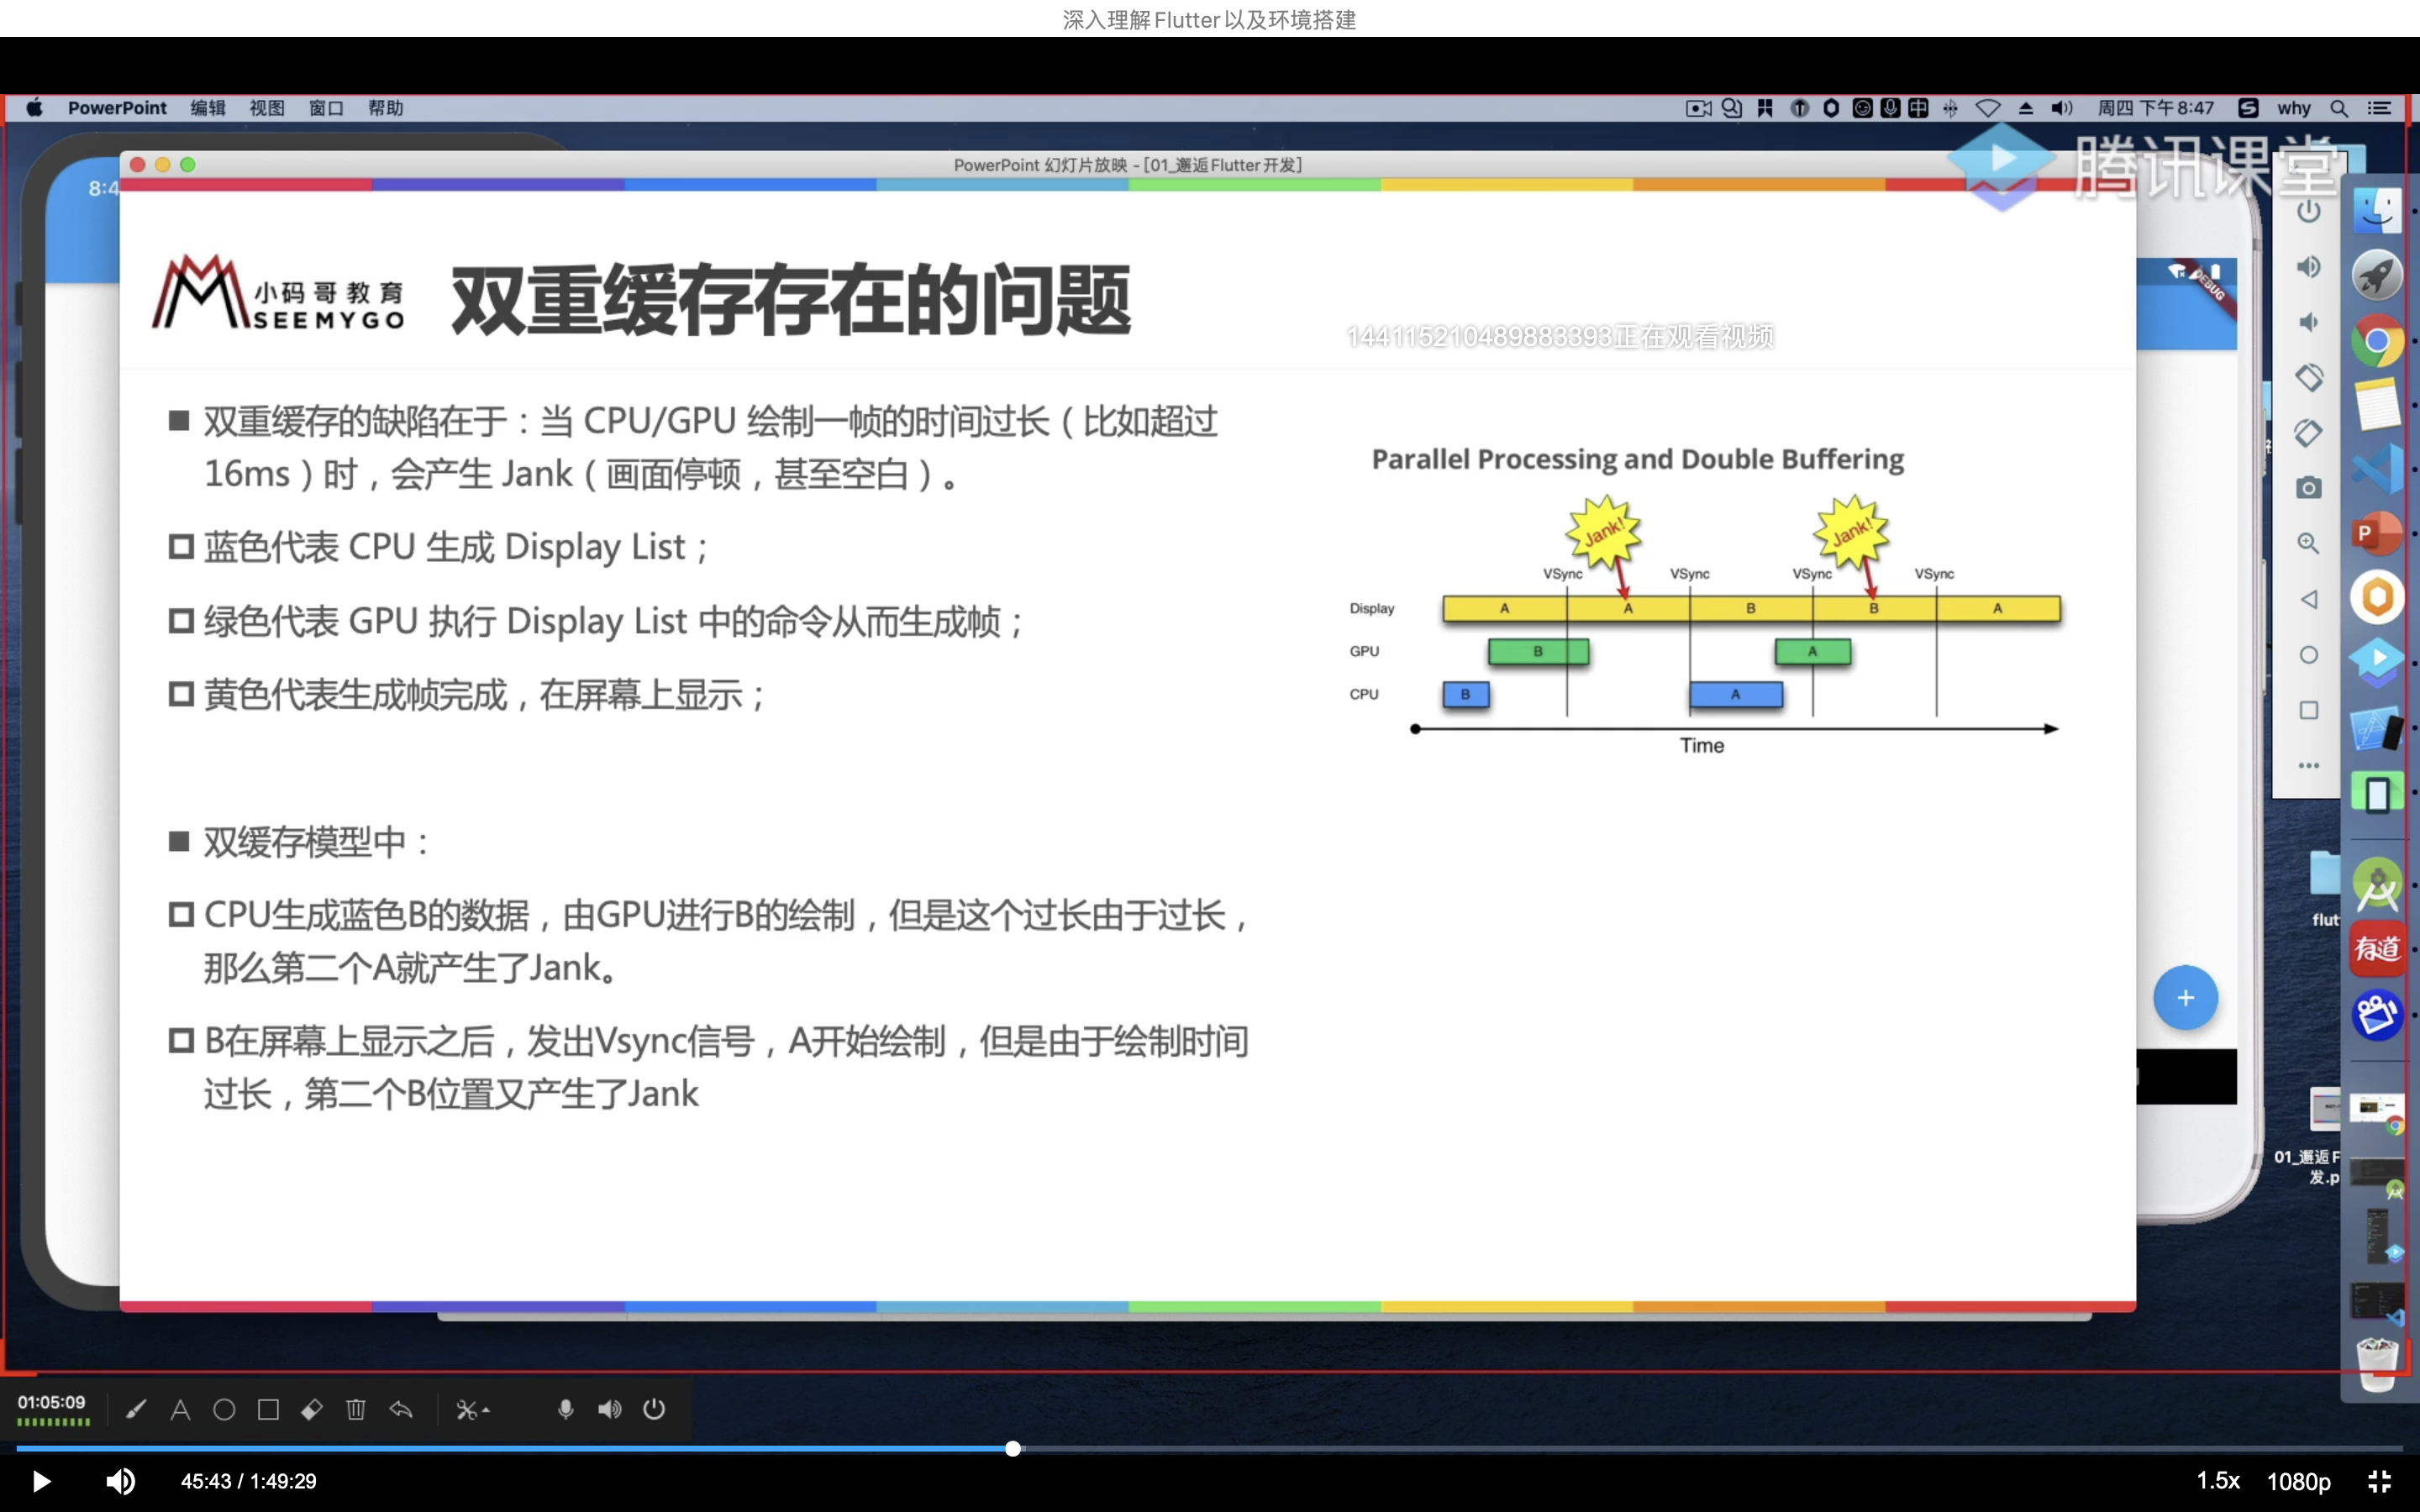 深入理解Flutter以及环境搭建
PowerPoint 编辑 视图 窗口 帮助
周四 下午8:47 why
腾讯课堂
8:4
PowerPoint 幻灯片放映 - [01_邂逅Flutter开发]
小码哥教育
SEEMYGO
双重缓存存在的问题
144115210489883393正在观看视频
DEBUG
双重缓存的缺陷在于：当 CPU/GPU 绘制一帧的时间过长（比如超过
16ms）时，会产生 Jank（画面停顿，甚至空白）。
蓝色代表 CPU 生成 Display List；
绿色代表 GPU 执行 Display List 中的命令从而生成帧；
黄色代表生成帧完成，在屏幕上显示；
双缓存模型中：
CPU生成蓝色B的数据，由GPU进行B的绘制，但是这个过长由于过长，
那么第二个A就产生了Jank。
B在屏幕上显示之后，发出Vsync信号，A开始绘制，但是由于绘制时间
过长，第二个B位置又产生了Jank
Parallel Processing and Double Buffering
Jank! Jank!
VSync VSync VSync VSync
Display A A B B A
GPU B A
CPU B A
Time
flut
有道
01_邂逅F
发.p
01:05:09
45:43 / 1:49:29
1.5x 1080p